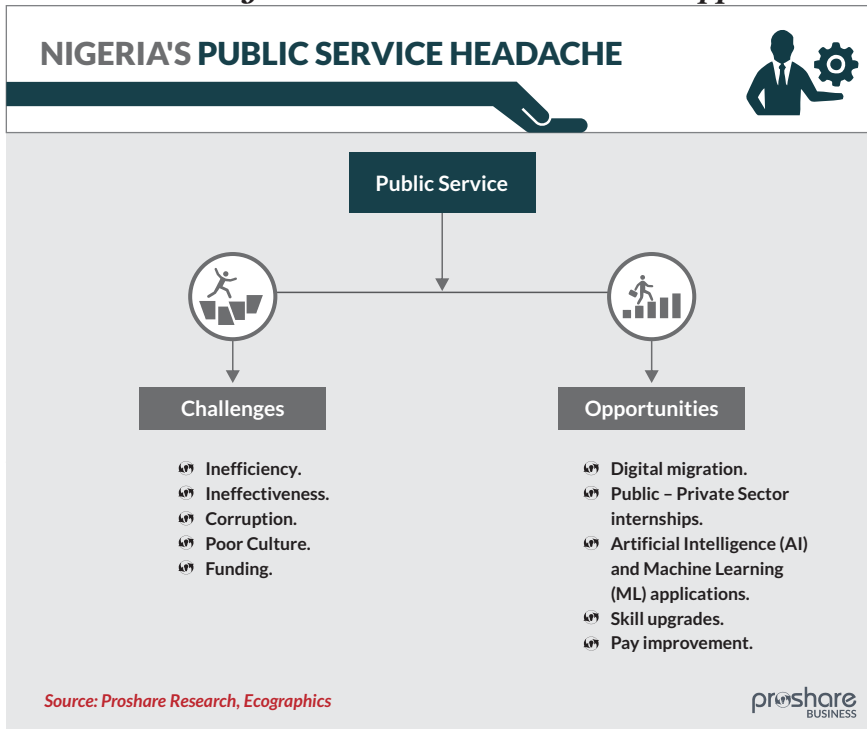 NIGERIA'S PUBLIC SERVICE HEADACHE
Public Service
Challenges
Inefficiency.
Ineffectiveness.
Corruption.
Poor Culture.
Funding.
Opportunities
Digital migration.
Public – Private Sector
internships.
Artificial Intelligence (AI)
and Machine Learning
(ML) applications.
Skill upgrades.
Pay improvement.
Source: Proshare Research, Ecographics
proshare
BUSINESS